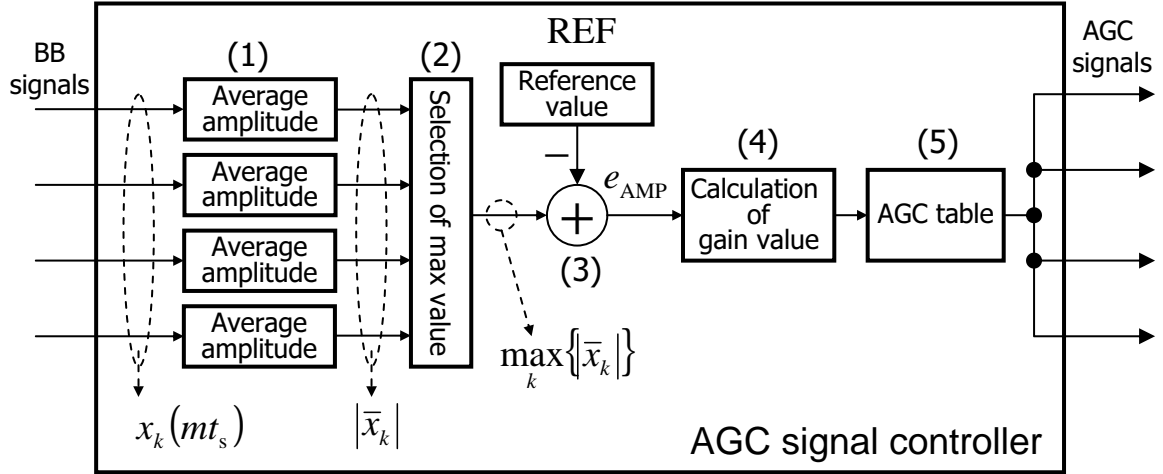 BB
signals
(1)
Average
amplitude
Average
amplitude
Average
amplitude
Average
amplitude
(2)
Selection of max value
REF
Reference
value
−
+
(3)
e_AMP
(4)
Calculation
of
gain value
(5)
AGC table
AGC
signals
x_k(mt_s)
|x̄_k|
max_k{|x̄_k|}
AGC signal controller